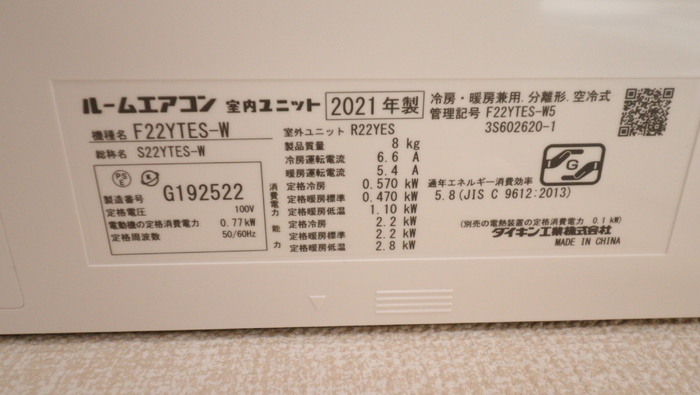 ルームエアコン 室内ユニット 2021年製
冷房・暖房兼用.分離形.空冷式
管理記号 F22YTES-W5
3S602620-1
機種名 F22YTES-W
総称名 S22YTES-W
PS
E
製造番号 G192522
定格電圧 100V
電動機の定格消費電力 0.77kW
定格周波数 50/60Hz
室外ユニット R22YES
製品質量 8 kg
冷房運転電流 6.6 A
暖房運転電流 5.4 A
消費電力
定格冷房 0.570 kW
定格暖房標準 0.470 kW
定格暖房低温 1.10 kW
能力
定格冷房 2.2 kW
定格暖房標準 2.2 kW
定格暖房低温 2.8 kW
G
通年エネルギー消費効率
5.8(JIS C 9612:2013)
(別売の電熱装置の定格消費電力 0.1 kW)
ダイキン工業株式会社
MADE IN CHINA